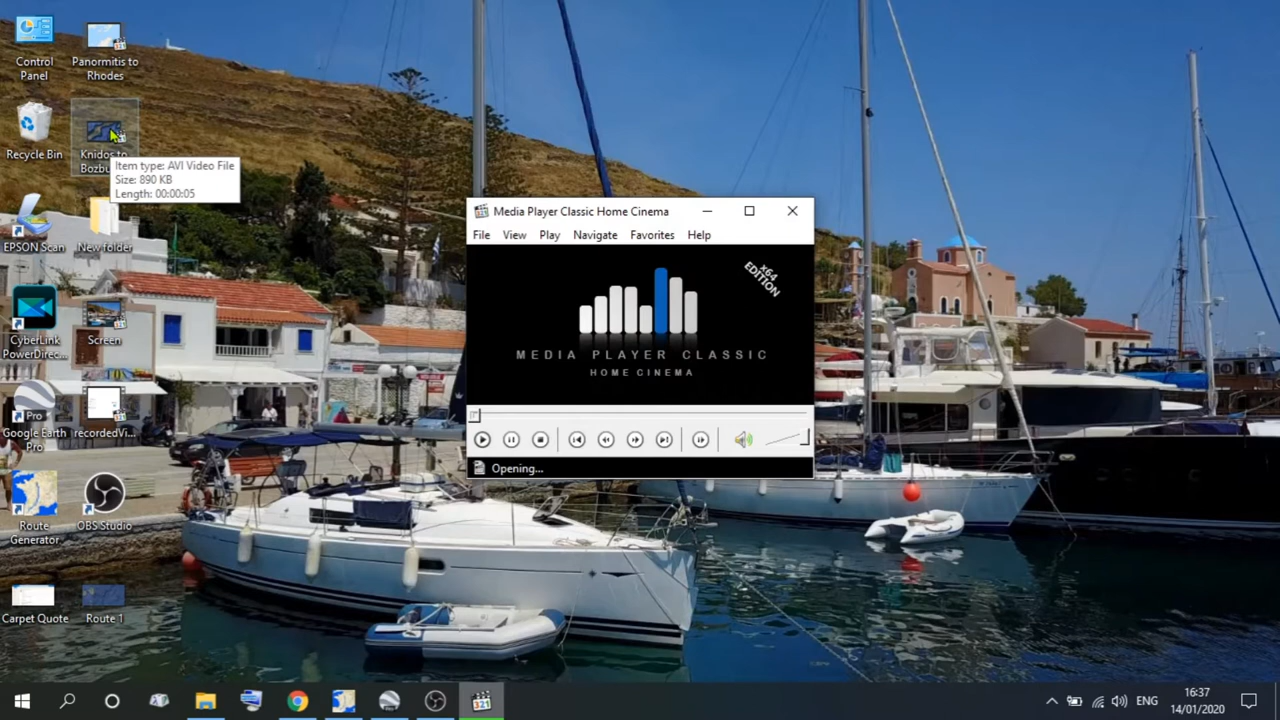 Control
Panel
Panormitis to
Rhodes
Recycle Bin
Knidos to
Bozbu
Item type: AVI Video File
Size: 890 KB
Length: 00:00:05
EPSON Scan
New folder
CyberLink
PowerDirec...
Screen
Pro
Google Earth
Pro
recordedVi...
Route
Generator
OBS Studio
Carpet Quote
Route 1
Media Player Classic Home Cinema
File View Play Navigate Favorites Help
x64
EDITION
MEDIA PLAYER CLASSIC
HOME CINEMA
Opening...
321
ENG
16:37
14/01/2020